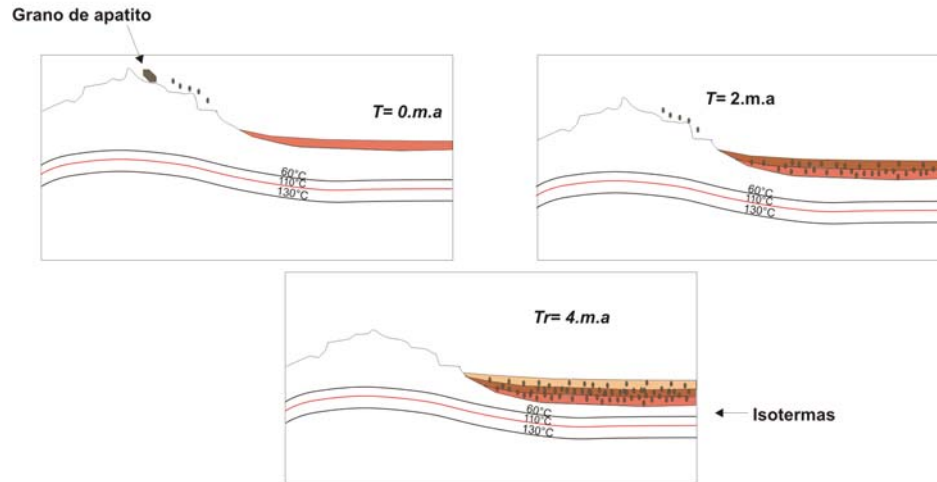 Grano de apatito
T= 0.m.a
60°C
110°C
130°C
T= 2.m.a
60°C
110°C
130°C
Tr= 4.m.a
60°C
110°C
130°C
Isotermas